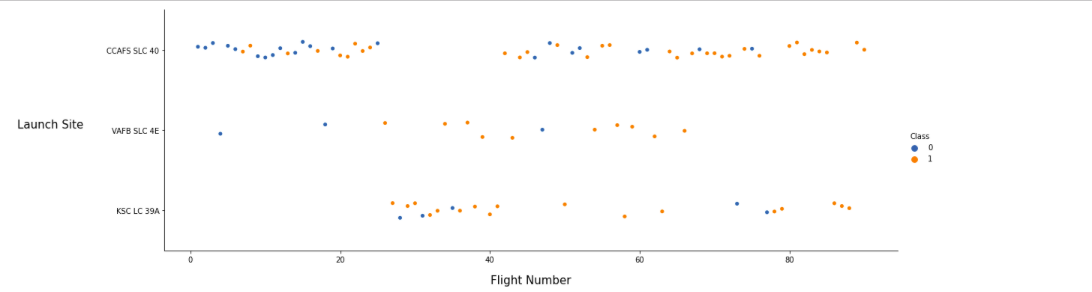 CCAFS SLC 40
Launch Site
VAFB SLC 4E
KSC LC 39A
Class
0
1
0 20 40 60 80
Flight Number